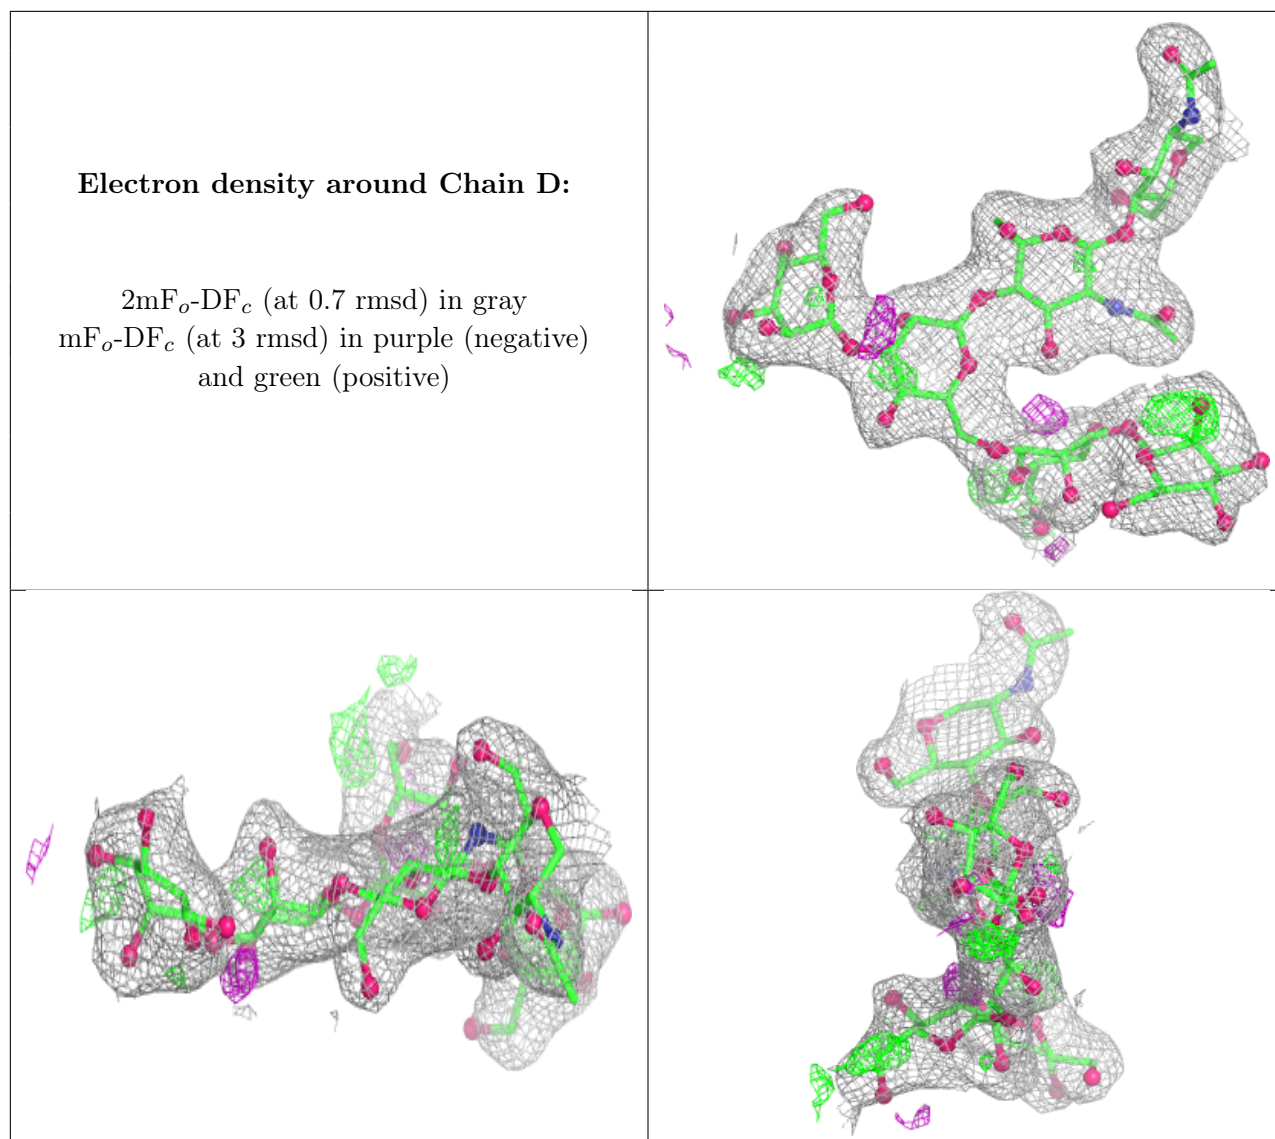 Electron density around Chain D:
2mFₒ-DF𝒸 (at 0.7 rmsd) in gray
mFₒ-DF𝒸 (at 3 rmsd) in purple (negative)
and green (positive)